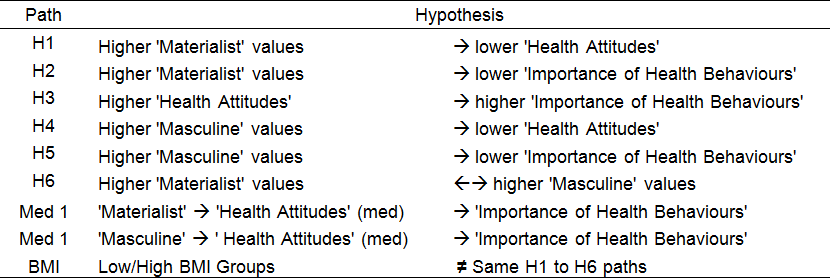 Path Hypothesis
H1 Higher 'Materialist' values → lower 'Health Attitudes'
H2 Higher 'Materialist' values → lower 'Importance of Health Behaviours'
H3 Higher 'Health Attitudes' → higher 'Importance of Health Behaviours'
H4 Higher 'Masculine' values → lower 'Health Attitudes'
H5 Higher 'Masculine' values → lower 'Importance of Health Behaviours'
H6 Higher 'Materialist' values ←→ higher 'Masculine' values
Med 1 'Materialist' → 'Health Attitudes' (med) → 'Importance of Health Behaviours'
Med 1 'Masculine' → ' Health Attitudes' (med) → 'Importance of Health Behaviours'
BMI Low/High BMI Groups ≠ Same H1 to H6 paths